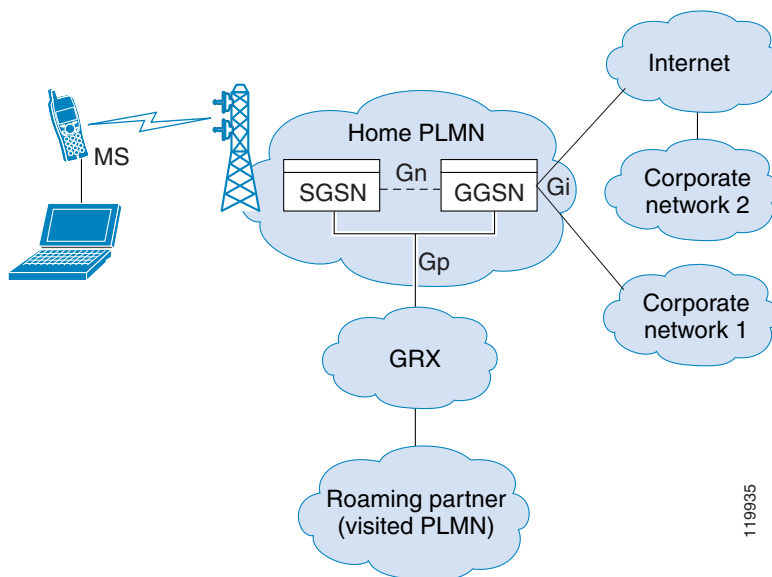 Internet
Home PLMN
MS
SGSN
Gn
GGSN
Gi
Corporate
network 2
Gp
Corporate
network 1
GRX
Roaming partner
(visited PLMN)
119935